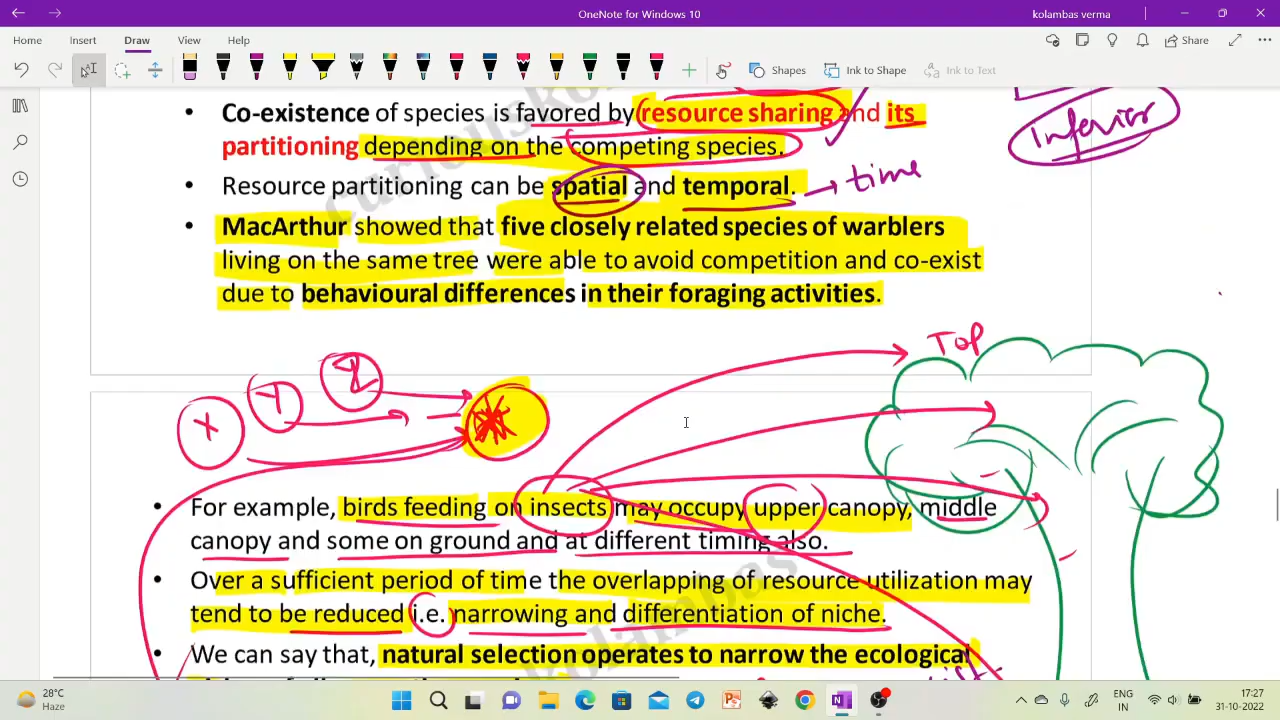 OneNote for Windows 10
kolambas verma
Home Insert Draw View Help
Share
Shapes
Ink to Shape
Ink to Text
• Co-existence of species is favored by resource sharing and its
partitioning depending on the competing species.
Inferior
• Resource partitioning can be spatial and temporal. → time
• MacArthur showed that five closely related species of warblers
living on the same tree were able to avoid competition and co-exist
due to behavioural differences in their foraging activities.
Top
• For example, birds feeding on insects may occupy upper canopy, middle
canopy and some on ground and at different timing also.
• Over a sufficient period of time the overlapping of resource utilization may
tend to be reduced i.e. narrowing and differentiation of niche.
• We can say that, natural selection operates to narrow the ecological
28°C
Haze
ENG
IN
17:27
31-10-2022